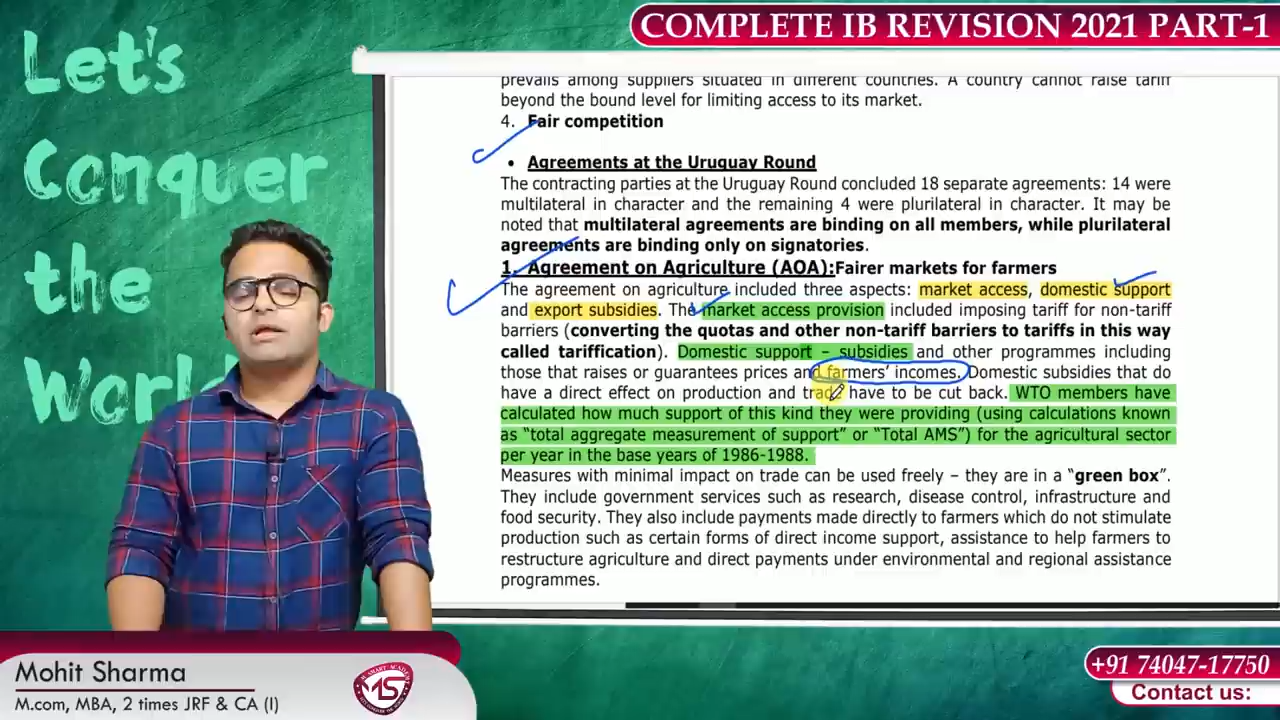 COMPLETE IB REVISION 2021 PART-1
Let's
Conquer
the
World
prevails among suppliers situated in different countries. A country cannot raise tariff
beyond the bound level for limiting access to its market.
4. Fair competition
• Agreements at the Uruguay Round
The contracting parties at the Uruguay Round concluded 18 separate agreements: 14 were
multilateral in character and the remaining 4 were plurilateral in character. It may be
noted that multilateral agreements are binding on all members, while plurilateral
agreements are binding only on signatories.
1. Agreement on Agriculture (AOA):Fairer markets for farmers
The agreement on agriculture included three aspects: market access, domestic support
and export subsidies. The market access provision included imposing tariff for non-tariff
barriers (converting the quotas and other non-tariff barriers to tariffs in this way
called tariffication). Domestic support – subsidies and other programmes including
those that raises or guarantees prices and farmers' incomes. Domestic subsidies that do
have a direct effect on production and trade have to be cut back. WTO members have
calculated how much support of this kind they were providing (using calculations known
as "total aggregate measurement of support" or "Total AMS") for the agricultural sector
per year in the base years of 1986-1988.
Measures with minimal impact on trade can be used freely – they are in a "green box".
They include government services such as research, disease control, infrastructure and
food security. They also include payments made directly to farmers which do not stimulate
production such as certain forms of direct income support, assistance to help farmers to
restructure agriculture and direct payments under environmental and regional assistance
programmes.
Mohit Sharma
M.com, MBA, 2 times JRF & CA (I)
MS
+91 74047-17750
Contact us: